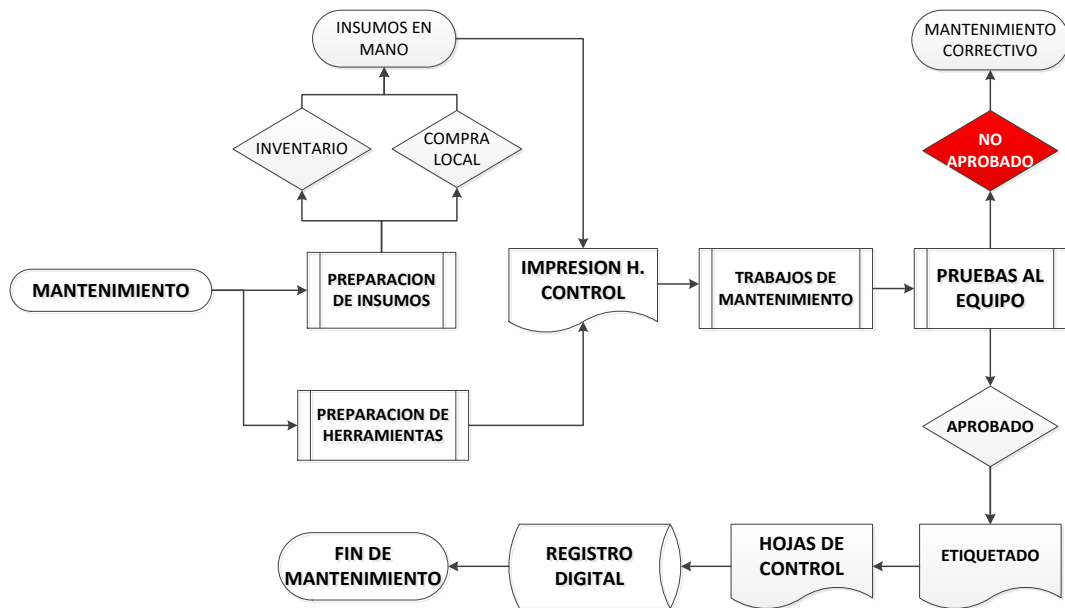 INSUMOS EN
MANO
MANTENIMIENTO
CORRECTIVO
INVENTARIO
COMPRA
LOCAL
NO
APROBADO
MANTENIMIENTO
PREPARACION
DE INSUMOS
IMPRESION H.
CONTROL
TRABAJOS DE
MANTENIMIENTO
PRUEBAS AL
EQUIPO
PREPARACION DE
HERRAMIENTAS
APROBADO
FIN DE
MANTENIMIENTO
REGISTRO
DIGITAL
HOJAS DE
CONTROL
ETIQUETADO